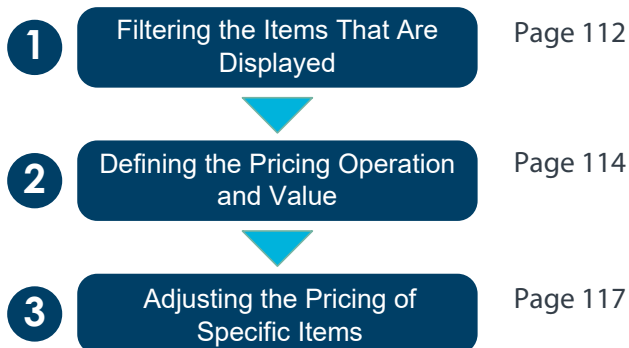 1
Filtering the Items That Are
Displayed
Page 112
2
Defining the Pricing Operation
and Value
Page 114
3
Adjusting the Pricing of
Specific Items
Page 117